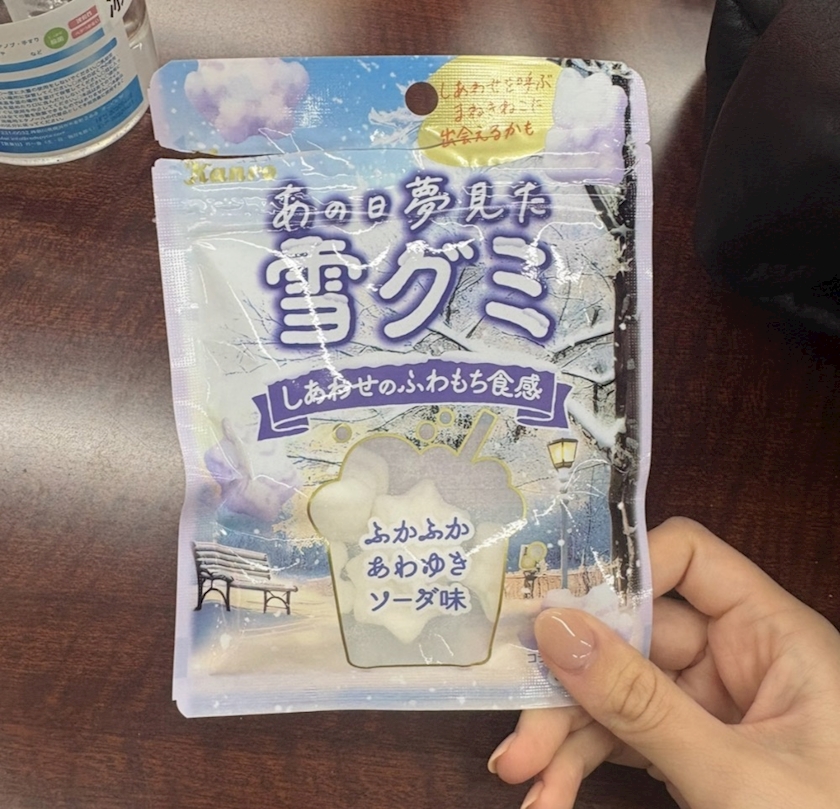 しあわせを呼ぶ
まねきねこに
出会えるかも
Kanro
あの日夢見た
雪グミ
しあわせのふわもち食感
ふかふか
あわゆき
ソーダ味